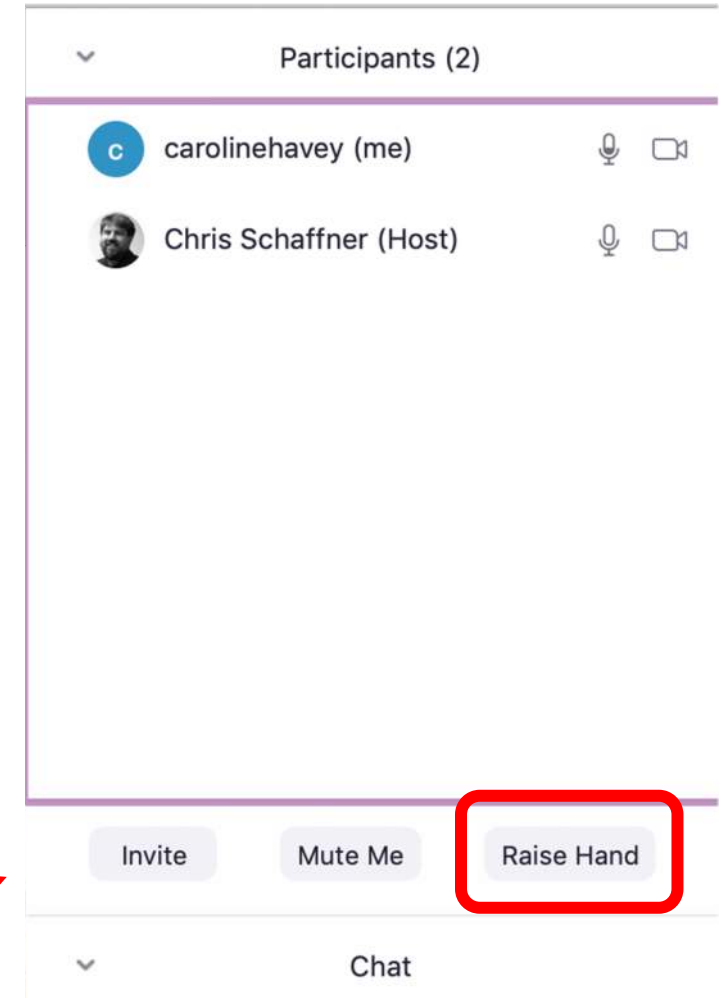 Participants (2)
c carolinehavey (me)
Chris Schaffner (Host)
Invite Mute Me Raise Hand
Chat